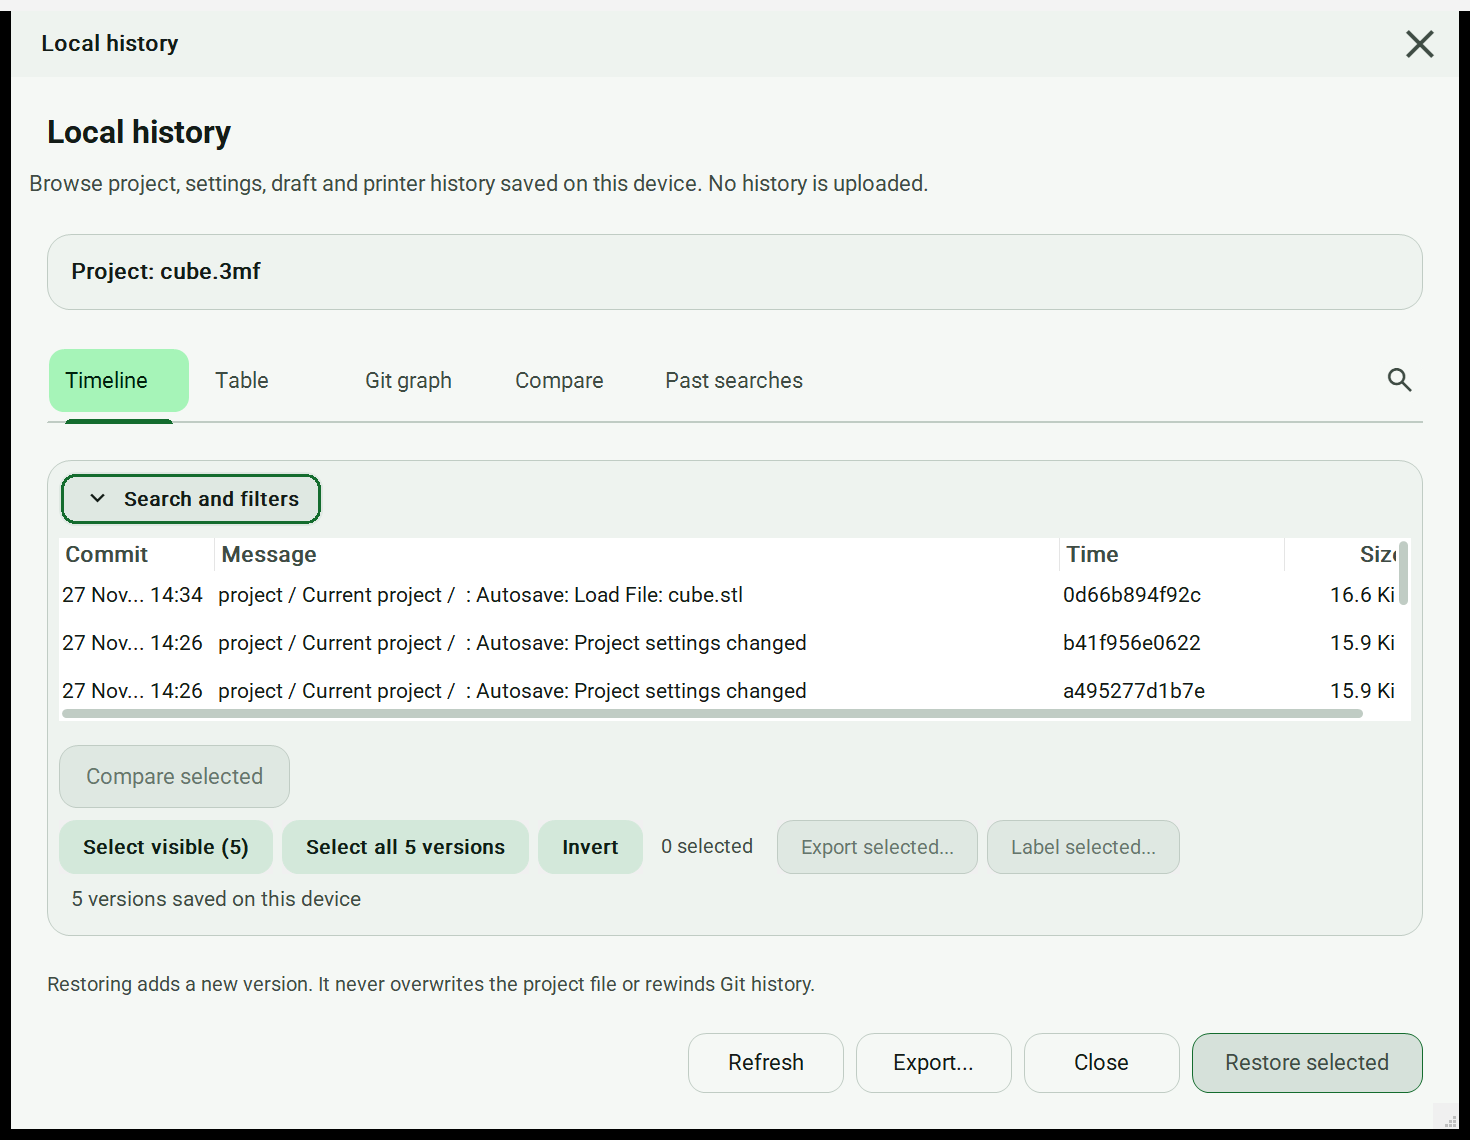 Local history
Local history
Browse project, settings, draft and printer history saved on this device. No history is uploaded.
Project: cube.3mf
Timeline Table Git graph Compare Past searches
Search and filters
Commit Message Time Size
27 Nov... 14:34 project / Current project / : Autosave: Load File: cube.stl 0d66b894f92c 16.6 Ki
27 Nov... 14:26 project / Current project / : Autosave: Project settings changed b41f956e0622 15.9 Ki
27 Nov... 14:26 project / Current project / : Autosave: Project settings changed a495277d1b7e 15.9 Ki
Compare selected
Select visible (5) Select all 5 versions Invert 0 selected Export selected... Label selected...
5 versions saved on this device
Restoring adds a new version. It never overwrites the project file or rewinds Git history.
Refresh Export... Close Restore selected